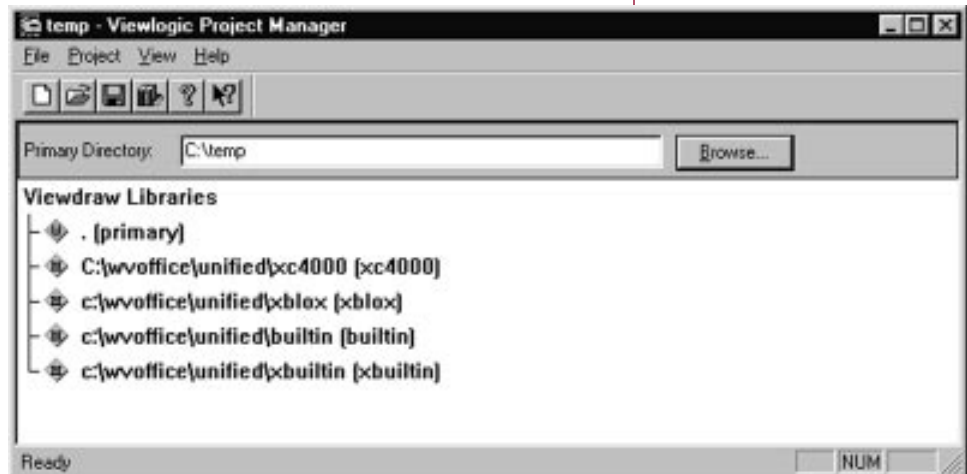 temp - Viewlogic Project Manager
File Project View Help
Primary Directory: C:\temp Browse...
Viewdraw Libraries
. (primary)
C:\wvoffice\unified\xc4000 (xc4000)
c:\wvoffice\unified\xblox (xblox)
c:\wvoffice\unified\builtin (builtin)
c:\wvoffice\unified\xbuiltin (xbuiltin)
Ready NUM